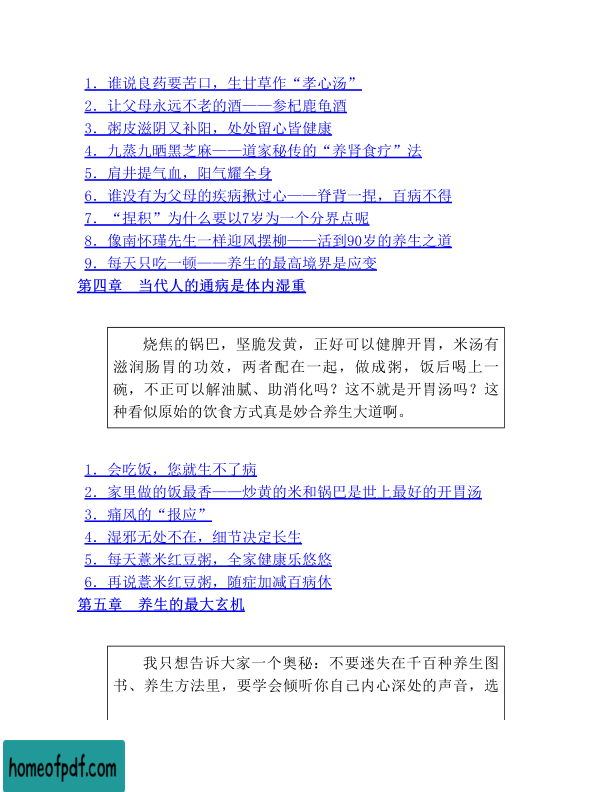 1．谁说良药要苦口，生甘草作“孝心汤”
2．让父母永远不老的酒——参杞鹿龟酒
3．粥皮滋阴又补阳，处处留心皆健康
4．九蒸九晒黑芝麻——道家秘传的“养肾食疗”法
5．肩井提气血，阳气耀全身
6．谁没有为父母的疾病揪过心——脊背一捏，百病不得
7．“捏积”为什么要以7岁为一个分界点呢
8．像南怀瑾先生一样迎风摆柳——活到90岁的养生之道
9．每天只吃一顿——养生的最高境界是应变
第四章　当代人的通病是体内湿重
烧焦的锅巴，坚脆发黄，正好可以健脾开胃，米汤有
滋润肠胃的功效，两者配在一起，做成粥，饭后喝上一
碗，不正可以解油腻、助消化吗？这不就是开胃汤吗？这
种看似原始的饮食方式真是妙合养生大道啊。
1．会吃饭，您就生不了病
2．家里做的饭最香——炒黄的米和锅巴是世上最好的开胃汤
3．痛风的“报应”
4．湿邪无处不在，细节决定长生
5．每天薏米红豆粥，全家健康乐悠悠
6．再说薏米红豆粥，随症加减百病休
第五章　养生的最大玄机
我只想告诉大家一个奥秘：不要迷失在千百种养生图
书、养生方法里，要学会倾听你自己内心深处的声音，选
homeofpdf.com